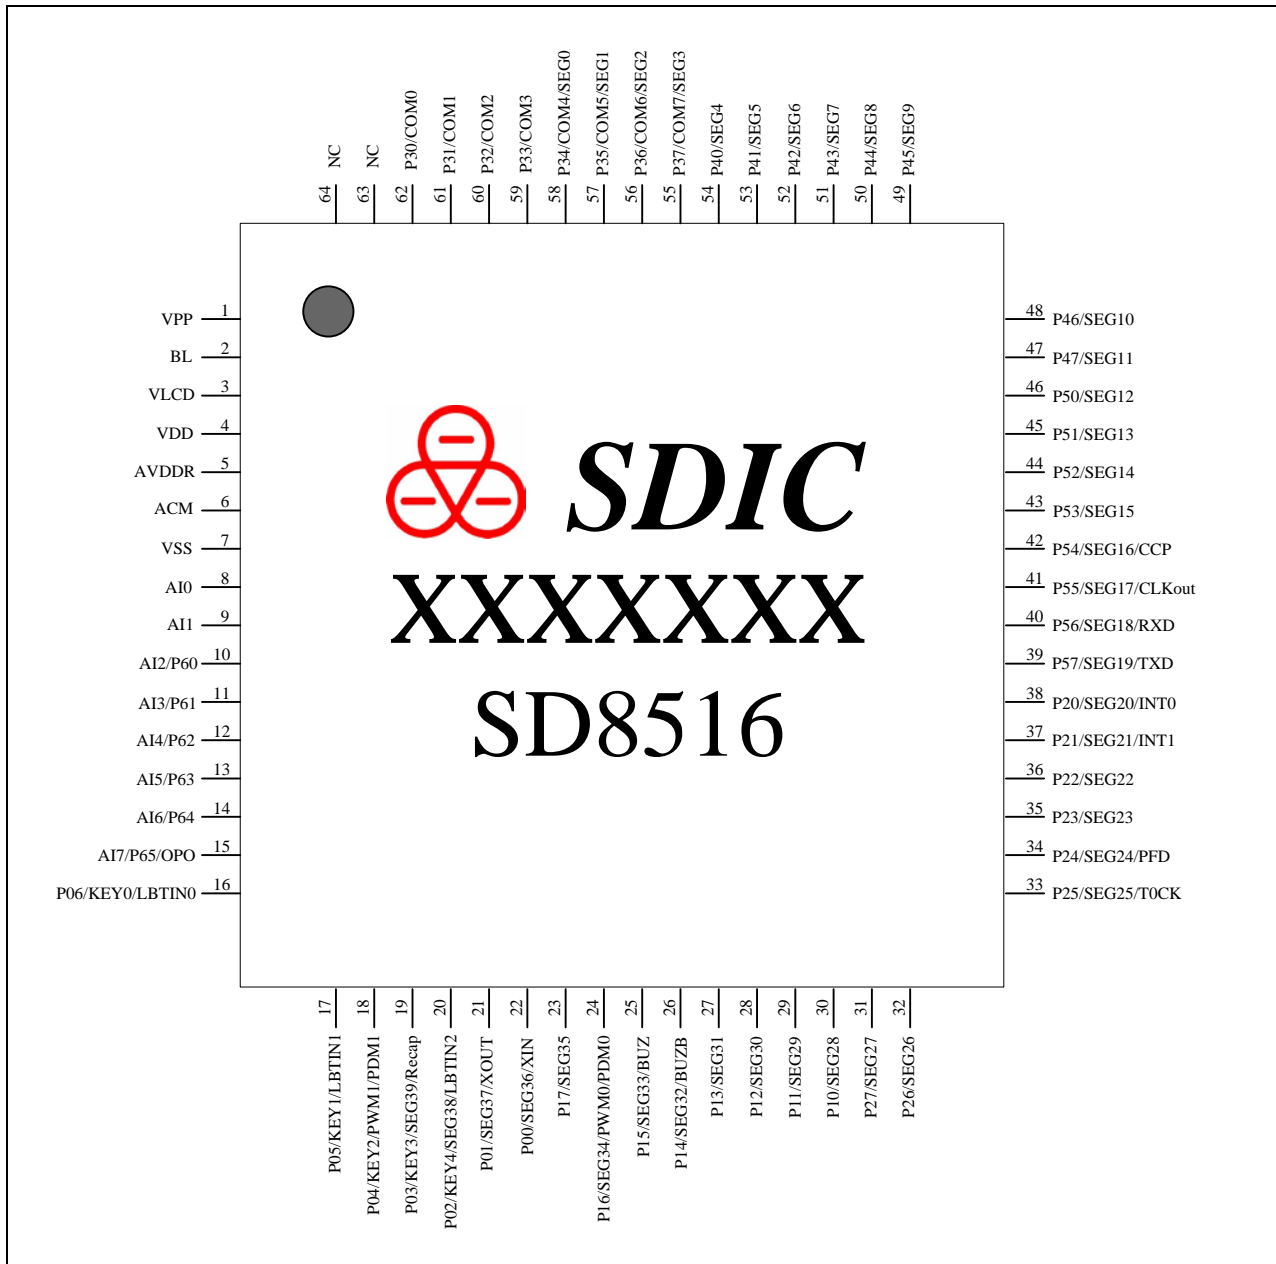 NC
NC
P30/COM0
P31/COM1
P32/COM2
P33/COM3
P34/COM4/SEG0
P35/COM5/SEG1
P36/COM6/SEG2
P37/COM7/SEG3
P40/SEG4
P41/SEG5
P42/SEG6
P43/SEG7
P44/SEG8
P45/SEG9
64
63
62
61
60
59
58
57
56
55
54
53
52
51
50
49
VPP 1
BL 2
VLCD 3
VDD 4
AVDDR 5
ACM 6
VSS 7
AI0 8
AI1 9
AI2/P60 10
AI3/P61 11
AI4/P62 12
AI5/P63 13
AI6/P64 14
AI7/P65/OPO 15
P06/KEY0/LBTIN0 16
SDIC
XXXXXXX
SD8516
48 P46/SEG10
47 P47/SEG11
46 P50/SEG12
45 P51/SEG13
44 P52/SEG14
43 P53/SEG15
42 P54/SEG16/CCP
41 P55/SEG17/CLKout
40 P56/SEG18/RXD
39 P57/SEG19/TXD
38 P20/SEG20/INT0
37 P21/SEG21/INT1
36 P22/SEG22
35 P23/SEG23
34 P24/SEG24/PFD
33 P25/SEG25/T0CK
17
18
19
20
21
22
23
24
25
26
27
28
29
30
31
32
P05/KEY1/LBTIN1
P04/KEY2/PWM1/PDM1
P03/KEY3/SEG39/Recap
P02/KEY4/SEG38/LBTIN2
P01/SEG37/XOUT
P00/SEG36/XIN
P17/SEG35
P16/SEG34/PWM0/PDM0
P15/SEG33/BUZ
P14/SEG32/BUZB
P13/SEG31
P12/SEG30
P11/SEG29
P10/SEG28
P27/SEG27
P26/SEG26